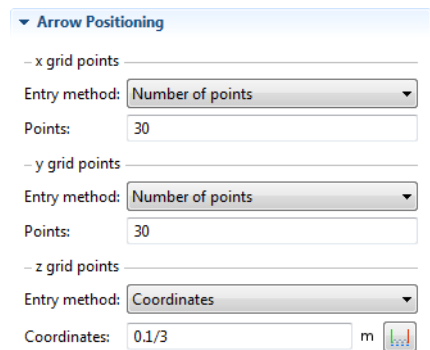 Arrow Positioning
x grid points
Entry method: Number of points
Points: 30
y grid points
Entry method: Number of points
Points: 30
z grid points
Entry method: Coordinates
Coordinates: 0.1/3 m